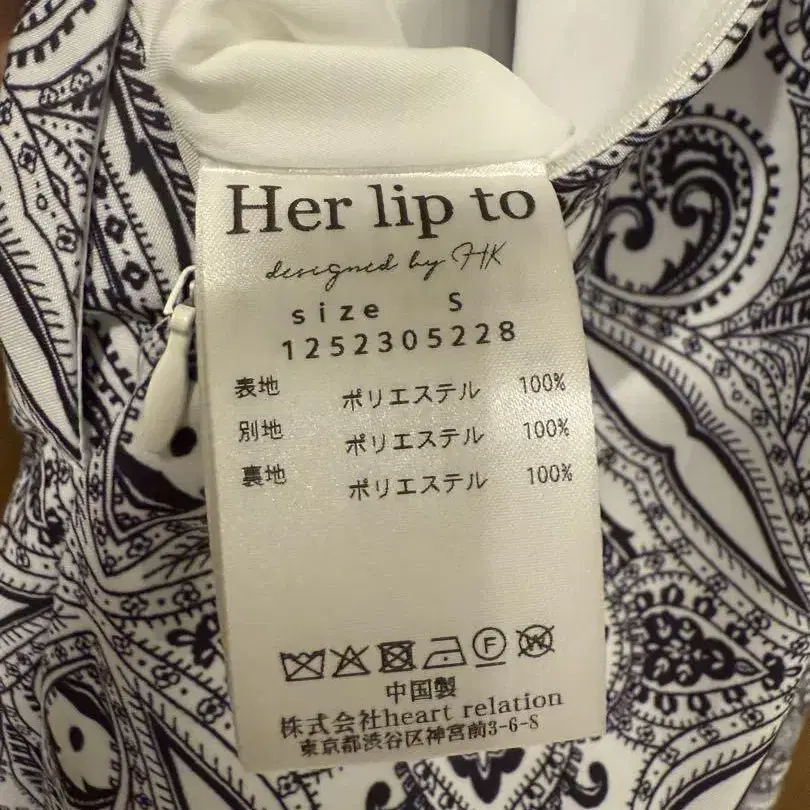 Her lip to
designed by HK
size S
1252305228
表地 ポリエステル 100%
別地 ポリエステル 100%
裏地 ポリエステル 100%
F W
中国製
株式会社heart relation
東京都渋谷区神宮前3-6-8